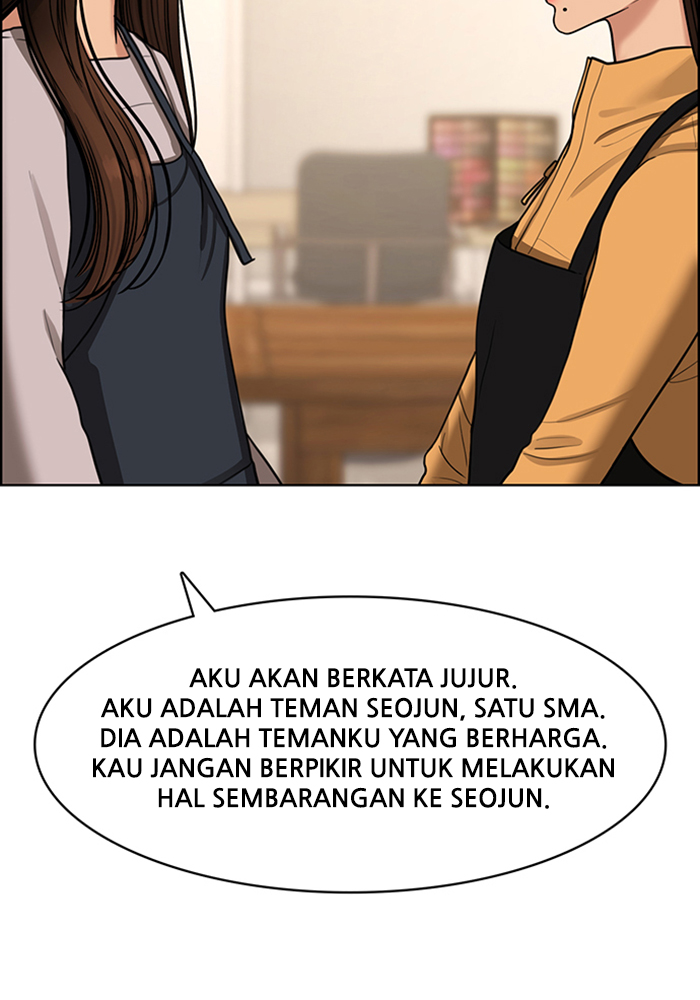 AKU AKAN BERKATA JUJUR.
AKU ADALAH TEMAN SEOJUN, SATU SMA.
DIA ADALAH TEMANKU YANG BERHARGA.
KAU JANGAN BERPIKIR UNTUK MELAKUKAN
HAL SEMBARANGAN KE SEOJUN.